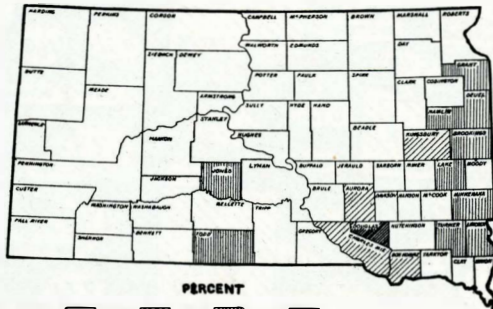 HARDING PERKINS CORSON CAMPBELL McPHERSON BROWN MARSHALL ROBERTS
WALWORTH EDMUNDS DAY
ZIEBACH DEWEY GRANT
BUTTE POTTER FAULK SPINK CLARK CODINGTON DEUEL
MEADE ARMSTRONG HAMLIN
STANLEY SULLY HYDE HAND
BEADLE KINGSBURY BROOKINGS
HAAKON HUGHES
PENNINGTON JONES LYMAN BUFFALO JERAULD SANBORN MINER LAKE MOODY
JACKSON
CUSTER BRULE AURORA DAVISON HANSON McCOOK MINNEHAHA
WASHINGTON WASHABAUGH MELLETTE
FALL RIVER TRIPP DOUGLAS HUTCHINSON TURNER LINCOLN
SHANNON BENNETT TODD GREGORY CHARLES MIX
BON HOMME YANKTON CLAY UNION
PERCENT